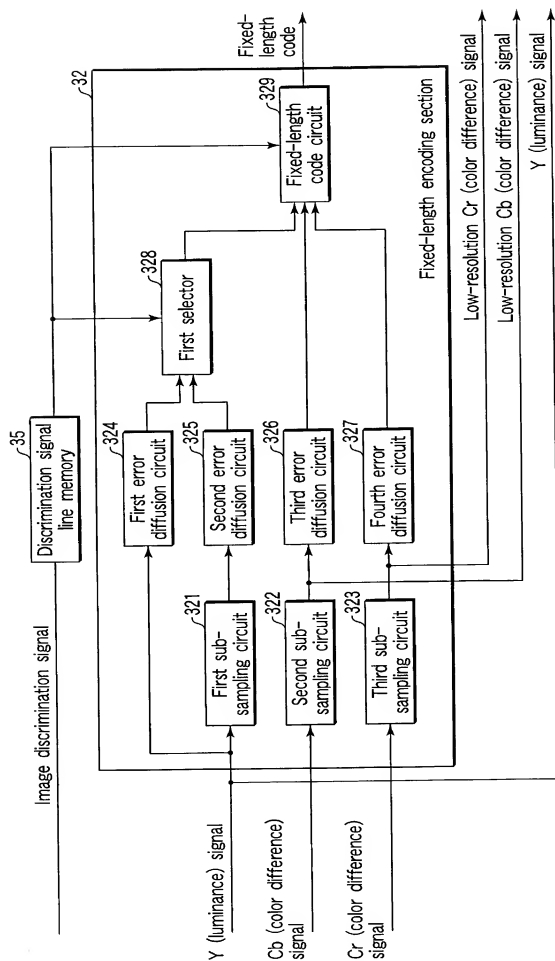 Image discrimination signal
35
Discrimination signal
line memory
32
Fixed-
length
code
Y (luminance) signal
Cb (color difference)
signal
Cr (color difference)
signal
321
First sub-
sampling circuit
322
Second sub-
sampling circuit
323
Third sub-
sampling circuit
324
First error
diffusion circuit
325
Second error
diffusion circuit
326
Third error
diffusion circuit
327
Fourth error
diffusion circuit
328
First selector
329
Fixed-length
code circuit
Fixed-length encoding section
Low-resolution Cr (color difference) signal
Low-resolution Cb (color difference) signal
Y (luminance) signal